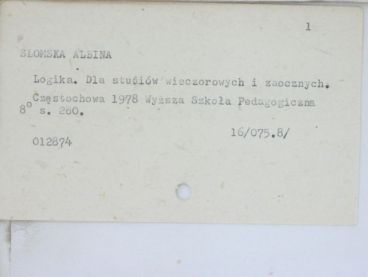 1
SŁOMSKA ALBINA
Logika. Dla studiów wieczorowych i zaocznych.
Częstochowa 1978 Wyższa Szkoła Pedagogiczna
8° s. 260.
16/075.8/
012874